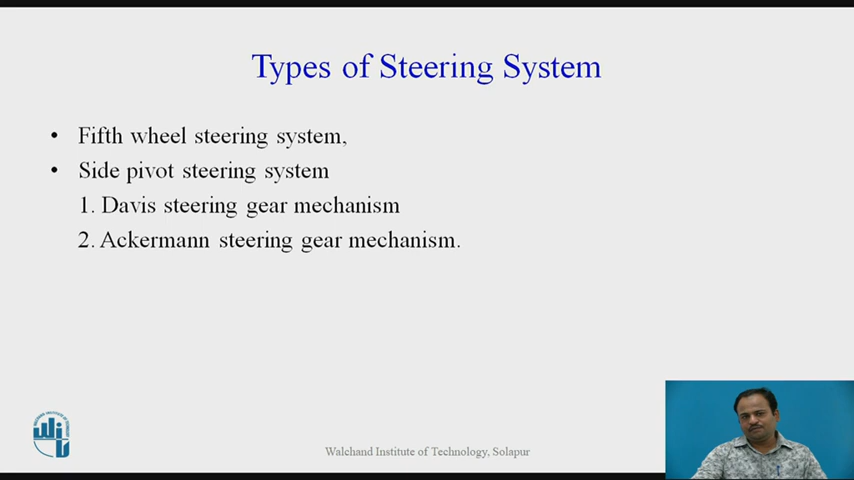 Types of Steering System
• Fifth wheel steering system,
• Side pivot steering system
1. Davis steering gear mechanism
2. Ackermann steering gear mechanism.
Walchand Institute of Technology, Solapur